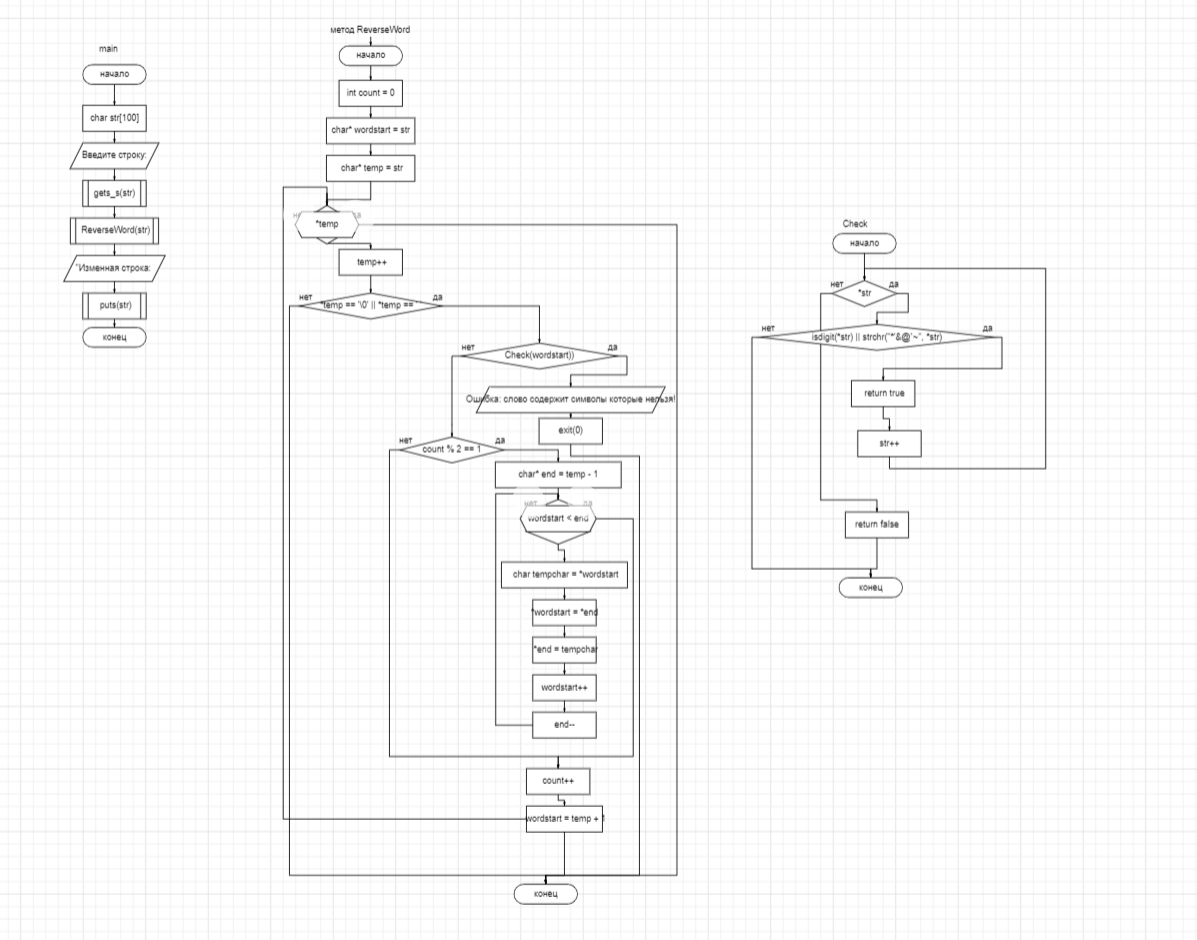 main
начало
char str[100]
Введите строку:
gets_s(str)
ReverseWord(str)
"Изменная строка:
puts(str)
конец
метод ReverseWord
начало
int count = 0
char* wordstart = str
char* temp = str
да
*temp
temp++
нет
да
*temp == '\0' || *temp == '
нет
да
Check(wordstart))
Ошибка: слово содержит символы которые нельзя!
exit(0)
нет
да
count % 2 == 1
char* end = temp - 1
нет
да
wordstart < end
char tempchar = *wordstart
*wordstart = *end
*end = tempchar
wordstart++
end--
count++
wordstart = temp + 1
конец
Check
начало
нет
да
*str
нет
да
isdigit(*str) || strchr("*'&@'~", *str)
return true
str++
return false
конец